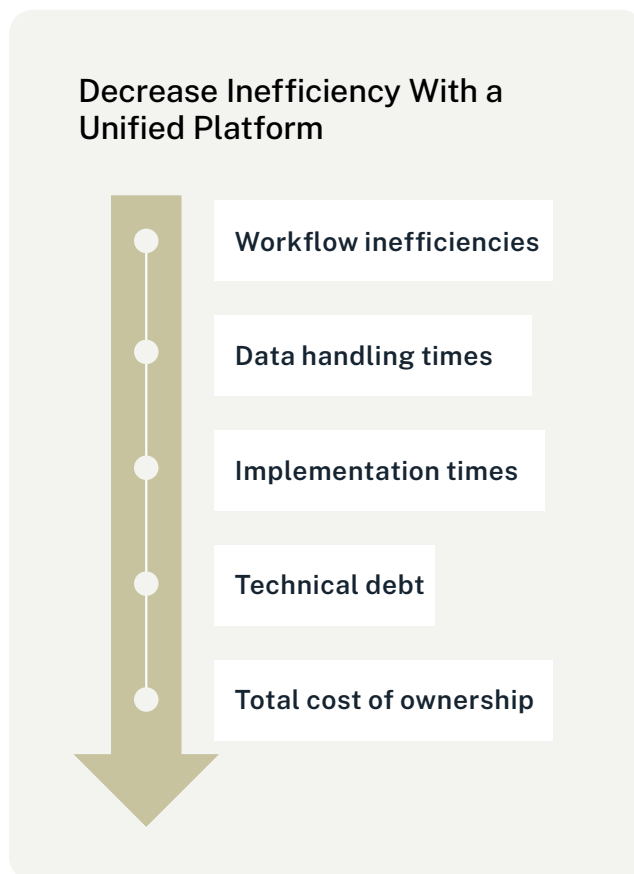 Decrease Inefficiency With a
Unified Platform
Workflow inefficiencies
Data handling times
Implementation times
Technical debt
Total cost of ownership